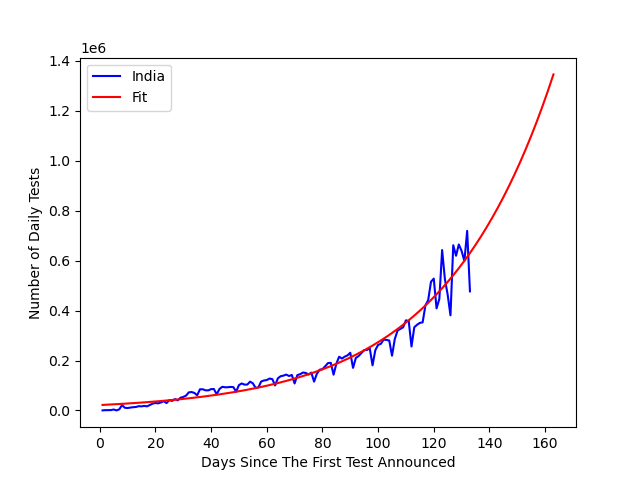 1e6
1.4
1.2
1.0
0.8
0.6
0.4
0.2
0.0
Number of Daily Tests
India
Fit
0 20 40 60 80 100 120 140 160
Days Since The First Test Announced